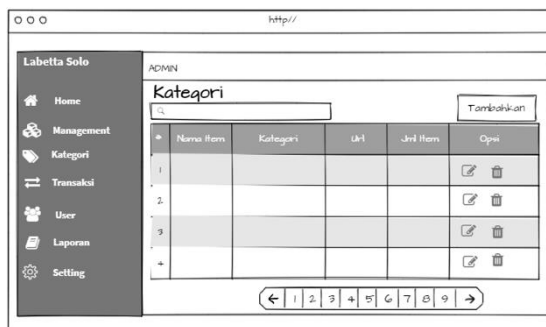 http//
Labetta Solo
Home
Management
Kategori
Transaksi
User
Laporan
Setting
ADMIN
Kategori
Tambahkan
# Nama Item Kategori Url Jml Item Opsi
1
2
3
4
1 2 3 4 5 6 7 8 9